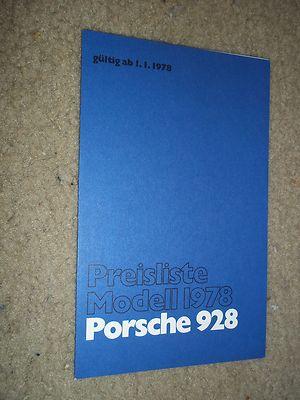 gültig ab 1. 1. 1978
Preisliste
Modell 1978
Porsche 928